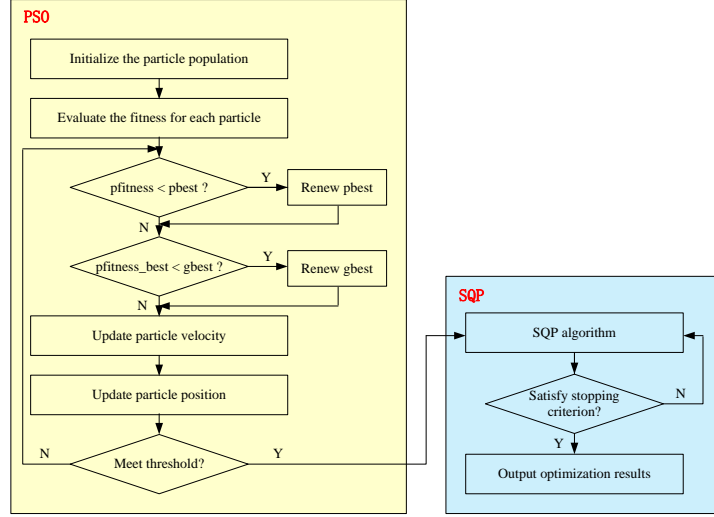 PSO
Initialize the particle population
Evaluate the fitness for each particle
pfitness < pbest ?
Y
Renew pbest
N
pfitness_best < gbest ?
Y
Renew gbest
N
Update particle velocity
Update particle position
N
Meet threshold?
Y
SQP
SQP algorithm
Satisfy stopping
criterion?
N
Y
Output optimization results